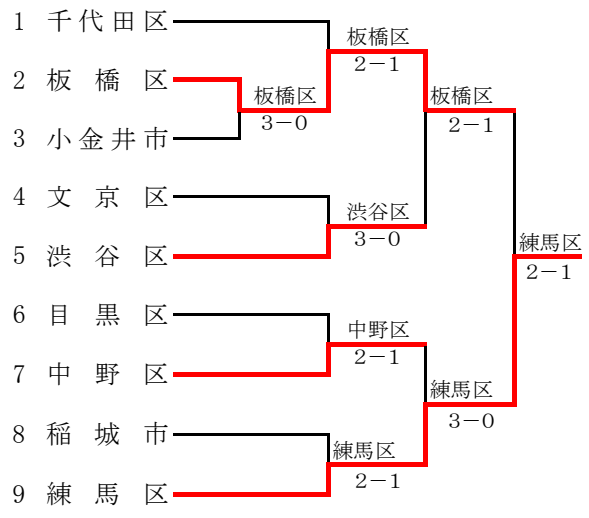 1 千代田区
板橋区
2－1
2 板橋区
板橋区
3－0
板橋区
2－1
3 小金井市
4 文京区
渋谷区
3－0
5 渋谷区
練馬区
2－1
6 目黒区
中野区
2－1
7 中野区
練馬区
3－0
8 稲城市
練馬区
2－1
9 練馬区